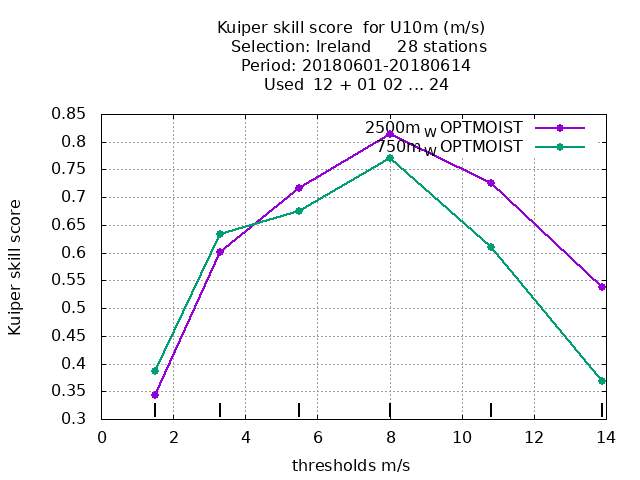 Kuiper skill score  for U10m (m/s)
Selection: Ireland     28 stations
Period: 20180601-20180614
Used  12 + 01 02 ... 24
2500m W OPTMOIST
750m W OPTMOIST
0.85
0.8
0.75
0.7
0.65
0.6
0.55
0.5
0.45
0.4
0.35
0.3
Kuiper skill score
0 2 4 6 8 10 12 14
thresholds m/s